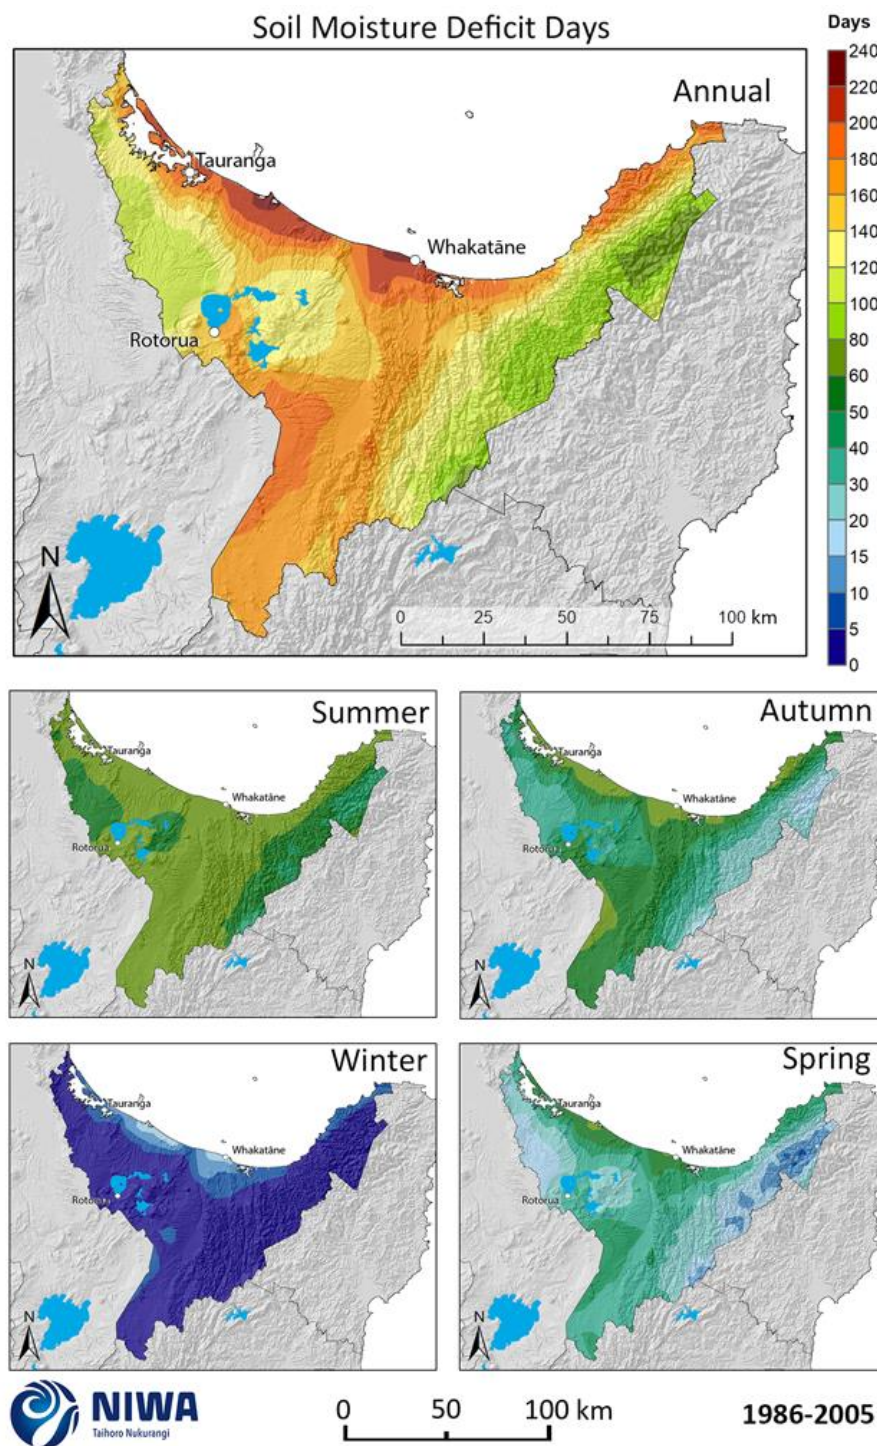 Soil Moisture Deficit Days
Days
Annual
Tauranga
Whakatāne
Rotorua
N
0 25 50 75 100 km
240
220
200
180
160
140
120
100
80
60
50
40
30
20
15
10
5
0
Summer
Tauranga
Whakatāne
Rotorua
N
Autumn
Tauranga
Whakatāne
Rotorua
N
Winter
Tauranga
Whakatāne
Rotorua
N
Spring
Tauranga
Whakatāne
Rotorua
N
NIWA
Taihoro Nukurangi
0 50 100 km
1986-2005